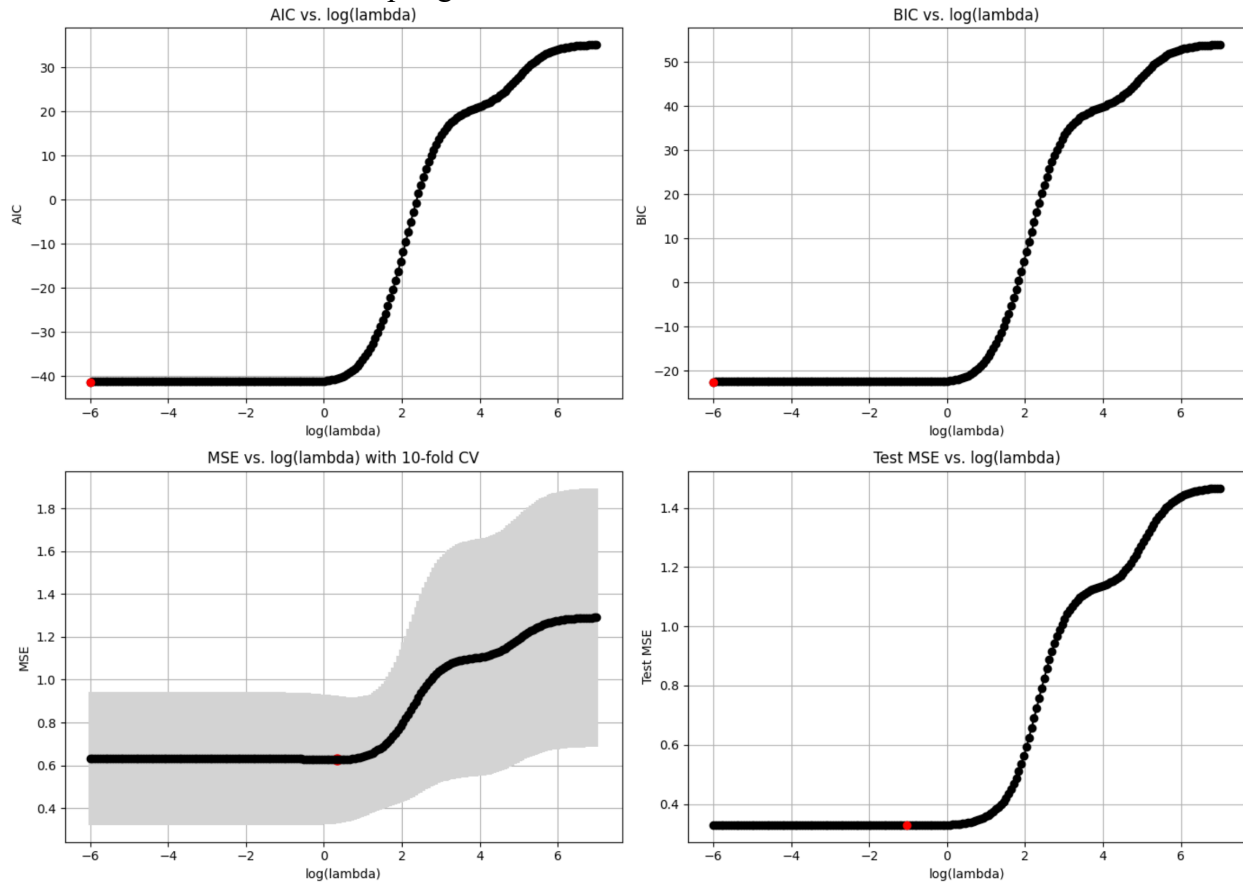 AIC vs. log(lambda)
30
20
10
0
−10
−20
−30
−40
AIC
−6 −4 −2 0 2 4 6
log(lambda)
BIC vs. log(lambda)
50
40
30
20
10
0
−10
−20
BIC
−6 −4 −2 0 2 4 6
log(lambda)
MSE vs. log(lambda) with 10-fold CV
1.8
1.6
1.4
1.2
1.0
0.8
0.6
0.4
MSE
−6 −4 −2 0 2 4 6
log(lambda)
Test MSE vs. log(lambda)
1.4
1.2
1.0
0.8
0.6
0.4
Test MSE
−6 −4 −2 0 2 4 6
log(lambda)